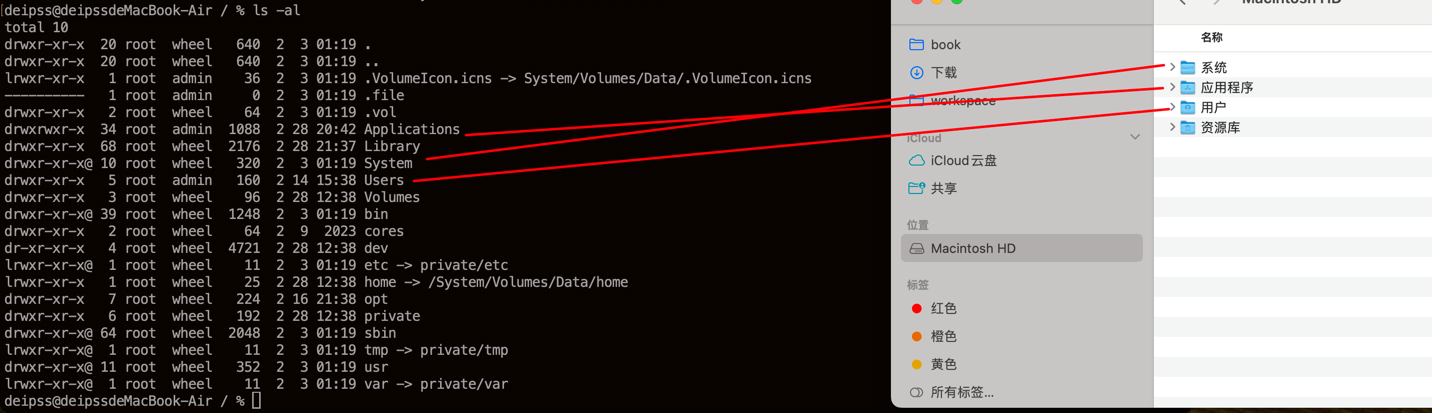 deipss@deipssdeMacBook-Air / % ls -al
total 10
drwxr-xr-x  20 root  wheel   640  2  3 01:19 .
drwxr-xr-x  20 root  wheel   640  2  3 01:19 ..
lrwxr-xr-x   1 root  admin    36  2  3 01:19 .VolumeIcon.icns -> System/Volumes/Data/.VolumeIcon.icns
----------   1 root  admin     0  2  3 01:19 .file
drwxr-xr-x   2 root  wheel    64  2  3 01:19 .vol
drwxrwxr-x  34 root  admin  1088  2 28 20:42 Applications
drwxr-xr-x  68 root  wheel  2176  2 28 21:37 Library
drwxr-xr-x@ 10 root  wheel   320  2  3 01:19 System
drwxr-xr-x   5 root  admin   160  2 14 15:38 Users
drwxr-xr-x   3 root  wheel    96  2 28 12:38 Volumes
drwxr-xr-x@ 39 root  wheel  1248  2  3 01:19 bin
drwxr-xr-x   2 root  wheel    64  2  9  2023 cores
dr-xr-xr-x   4 root  wheel  4721  2 28 12:38 dev
lrwxr-xr-x@  1 root  wheel    11  2  3 01:19 etc -> private/etc
lrwxr-xr-x   1 root  wheel    25  2 28 12:38 home -> /System/Volumes/Data/home
drwxr-xr-x   7 root  wheel   224  2 16 21:38 opt
drwxr-xr-x   6 root  wheel   192  2 28 12:38 private
drwxr-xr-x@ 64 root  wheel  2048  2  3 01:19 sbin
lrwxr-xr-x@  1 root  wheel    11  2  3 01:19 tmp -> private/tmp
drwxr-xr-x@ 11 root  wheel   352  2  3 01:19 usr
lrwxr-xr-x@  1 root  wheel    11  2  3 01:19 var -> private/var
deipss@deipssdeMacBook-Air / %
book
下载
workspace
iCloud
iCloud云盘
共享
位置
Macintosh HD
标签
红色
橙色
黄色
所有标签...
Macintosh HD
名称
系统
应用程序
用户
资源库